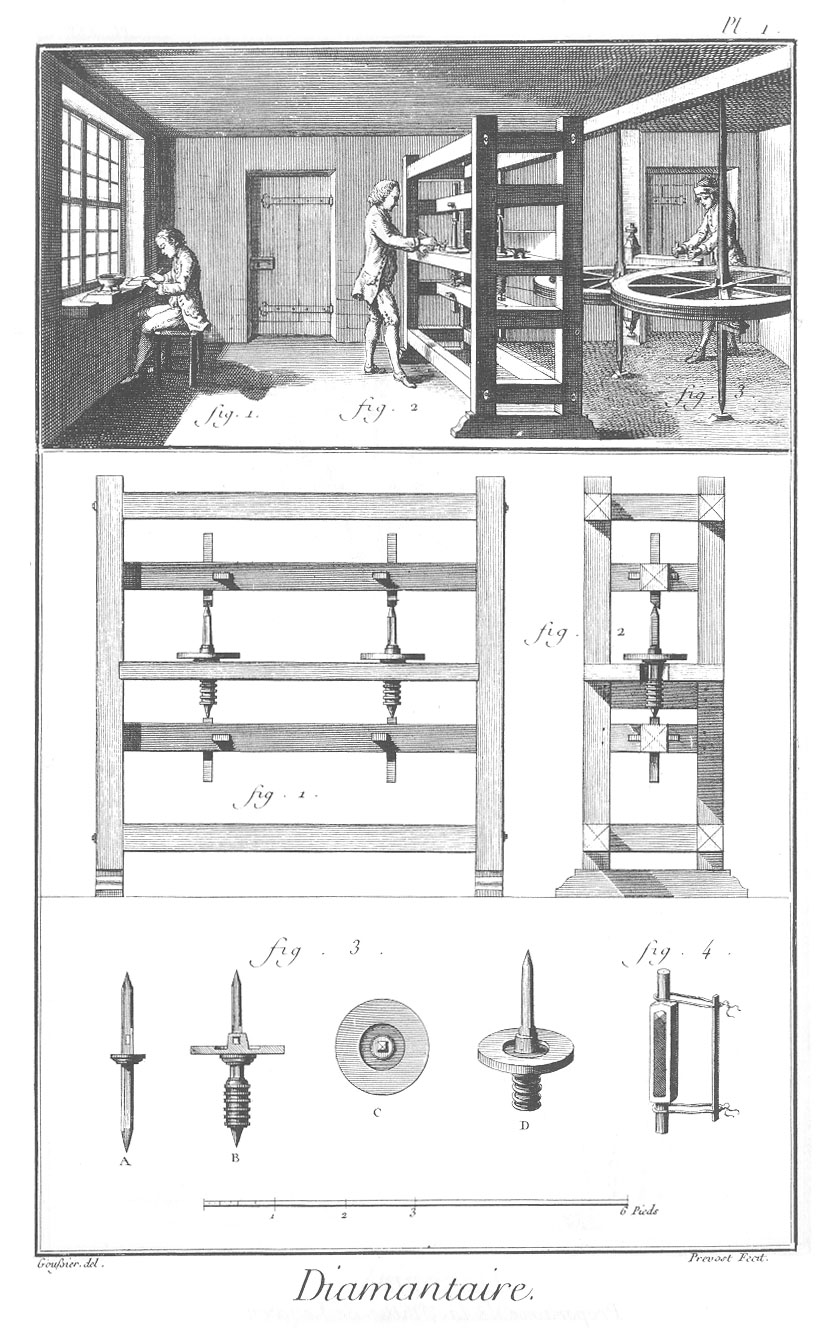 Pl 1.
fig. 1.
fig. 2
fig. 3
fig. 2
fig. 1.
fig. 3.
fig. 4.
A
B
C
D
1 2 3 6 Pieds
Goußier. del.
Prevost Fecit.
Diamantaire.